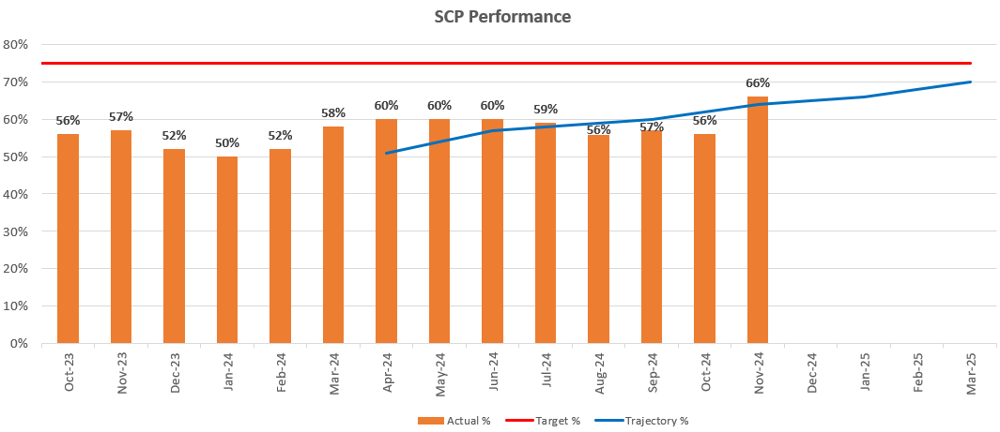 SCP Performance
80%
70%
60%
50%
40%
30%
20%
10%
0%
56%
57%
52%
50%
52%
58%
60%
60%
60%
59%
56%
57%
56%
66%
Oct-23
Nov-23
Dec-23
Jan-24
Feb-24
Mar-24
Apr-24
May-24
Jun-24
Jul-24
Aug-24
Sep-24
Oct-24
Nov-24
Dec-24
Jan-25
Feb-25
Mar-25
Actual %
Target %
Trajectory %